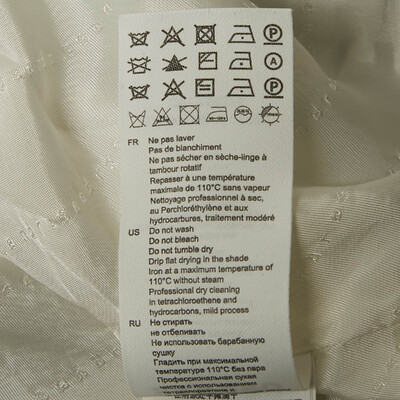 P
A
P
FR Ne pas laver
Pas de blanchiment
Ne pas sécher en sèche-linge à
tambour rotatif
Repasser à une température
maximale de 110°C sans vapeur
Nettoyage professionnel à sec,
au Perchloréthylène et aux
hydrocarbures, traitement modéré
US Do not wash
Do not bleach
Do not tumble dry
Drip flat drying in the shade
Iron at a maximum temperature of
110°C without steam
Professional dry cleaning
in tetrachloroethene and
hydrocarbons, mild process
RU Не стирать
не отбеливать
Не использовать барабанную
сушку
Гладить при максимальной
температуре 110°C без пара
Профессиональная сухая
чистка с использованием